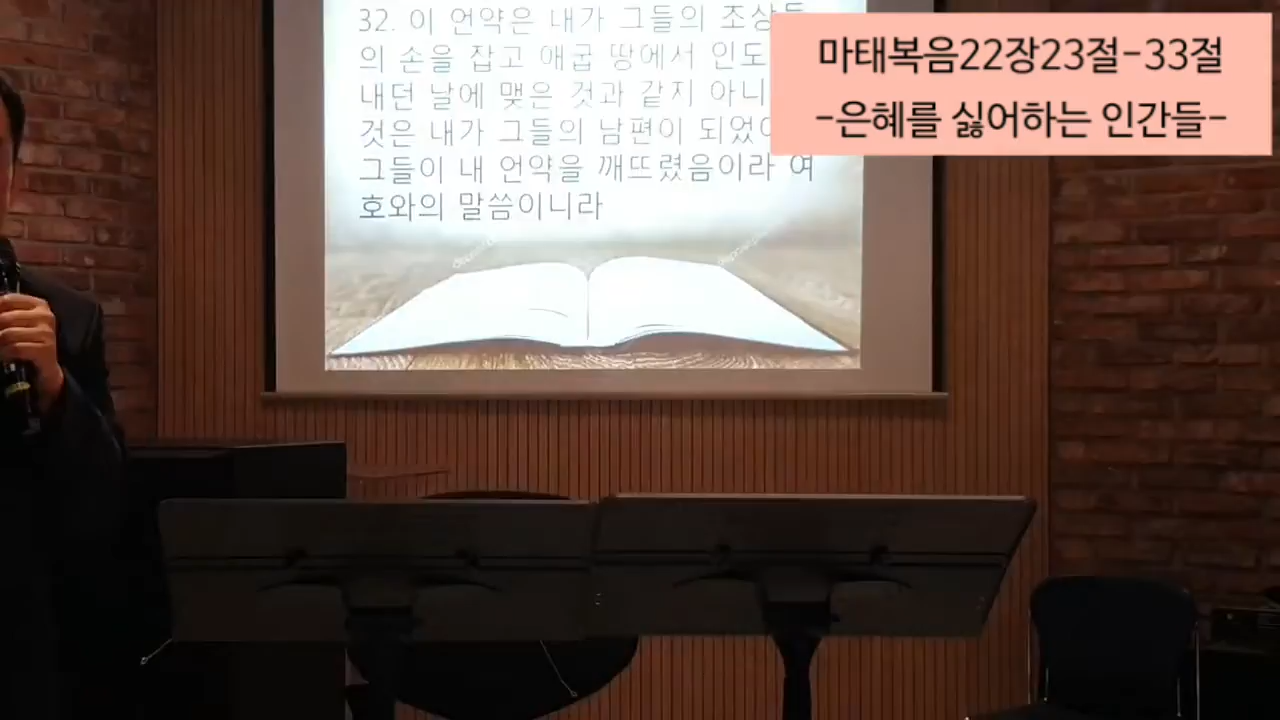 32. 이 언약은 내가 그들의 조상들
의 손을 잡고 애굽 땅에서 인도
내던 날에 맺은 것과 같지 아니
것은 내가 그들의 남편이 되었
그들이 내 언약을 깨뜨렸음이라 여
호와의 말씀이니라
마태복음22장23절-33절
-은혜를 싫어하는 인간들-